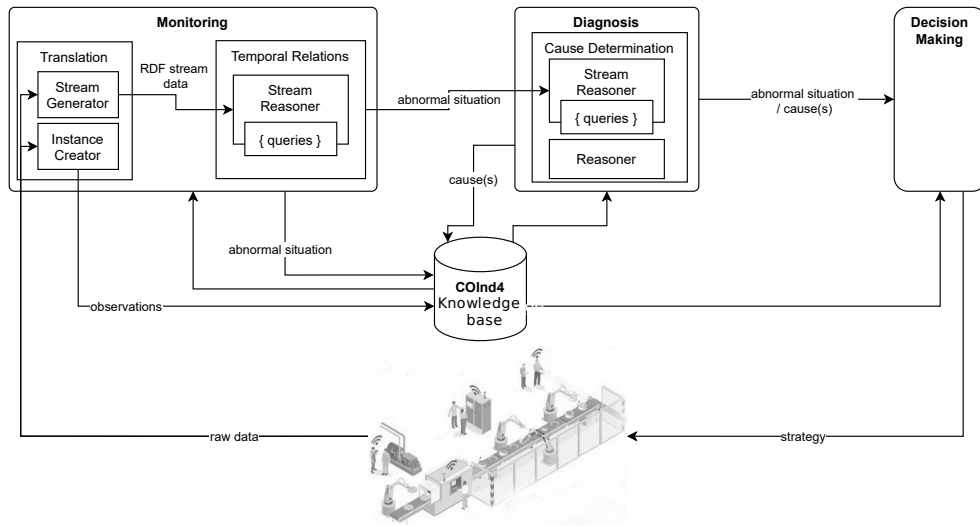 Monitoring
Translation
Stream
Generator
Instance
Creator
RDF stream
data
Temporal Relations
Stream
Reasoner
{ queries }
abnormal situation
Diagnosis
Cause Determination
Stream
Reasoner
{ queries }
Reasoner
abnormal situation
/ cause(s)
Decision
Making
cause(s)
abnormal situation
observations
COInd4
Knowledge
base
raw data
strategy